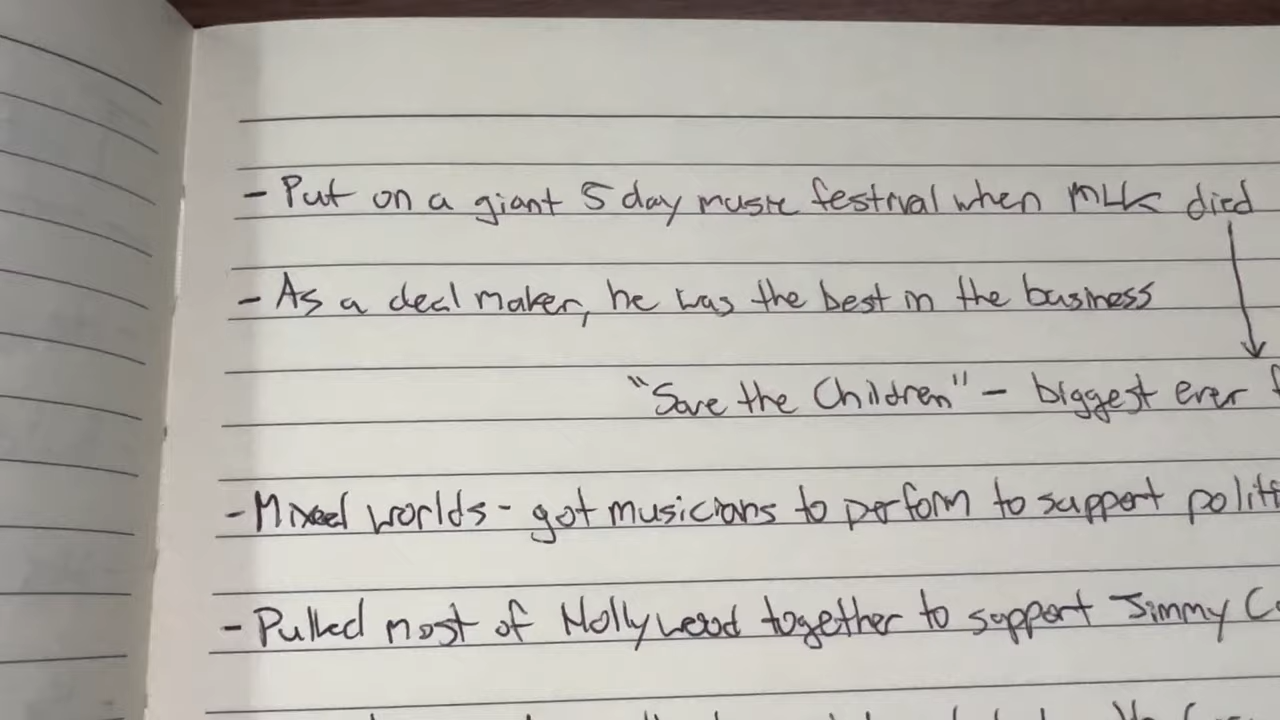 - Put on a giant 5 day music festival when MLK died
- As a deal maker, he was the best in the business
"Save the Children" - biggest ever
- Mixed worlds - got musicians to perform to support
- Pulled most of Hollywood together to support Jimmy